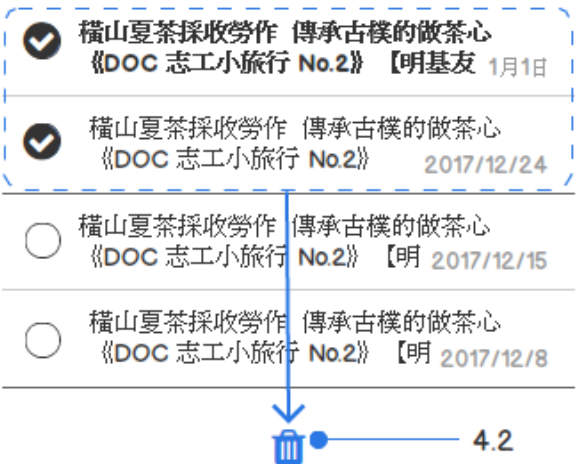 橫山夏茶採收勞作 傳承古樸的做茶心
《DOC 志工小旅行 No.2》【明基友 1月1日
橫山夏茶採收勞作 傳承古樸的做茶心
《DOC 志工小旅行 No.2》 2017/12/24
橫山夏茶採收勞作 傳承古樸的做茶心
《DOC 志工小旅行 No.2》【明 2017/12/15
橫山夏茶採收勞作 傳承古樸的做茶心
《DOC 志工小旅行 No.2》【明 2017/12/8
4.2